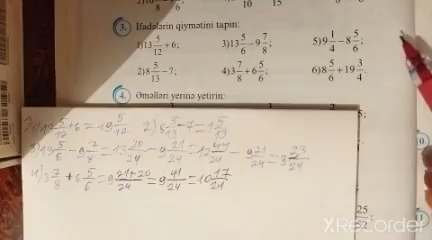 3. İfadələrin qiymətini tapın:
1) 13 5/12 + 6; 3) 13 5/6 − 9 7/8; 5) 9 1/4 − 8 5/6;
2) 8 5/13 − 7; 4) 3 7/8 + 6 5/6; 6) 8 5/6 + 19 3/4.
4. Əməlləri yerinə yetirin:
3 1) 13 5/12 + 6 = 19 5/12 2) 8 5/13 − 7 = 1 5/13
3) 13 5/6 − 9 7/8 = 13 20/24 − 9 21/24 = 12 44/24 − 9 21/24 = 3 23/24
4) 3 7/8 + 6 5/6 = 9 21+20/24 = 9 41/24 = 10 17/24
XRecorder